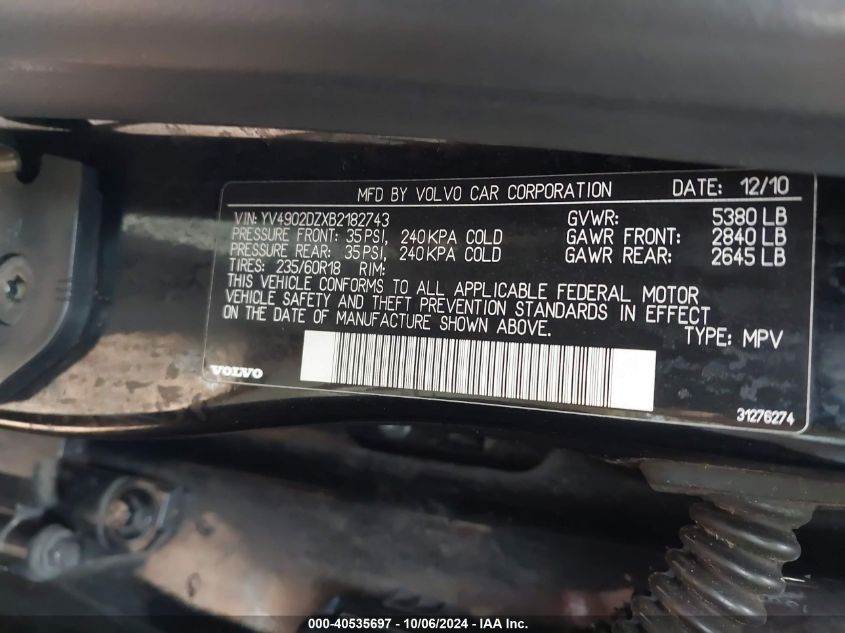 MFD BY VOLVO CAR CORPORATION DATE: 12/10
VIN: YV4902DZXB2182743 GVWR: 5380 LB
PRESSURE FRONT: 35 PSI, 240 KPA COLD GAWR FRONT: 2840 LB
PRESSURE REAR: 35 PSI, 240 KPA COLD GAWR REAR: 2645 LB
TIRES: 235/60R18 RIM:
THIS VEHICLE CONFORMS TO ALL APPLICABLE FEDERAL MOTOR
VEHICLE SAFETY AND THEFT PREVENTION STANDARDS IN EFFECT
ON THE DATE OF MANUFACTURE SHOWN ABOVE.
TYPE: MPV
VOLVO
31276274
000-40535697 - 10/06/2024 - IAA Inc.